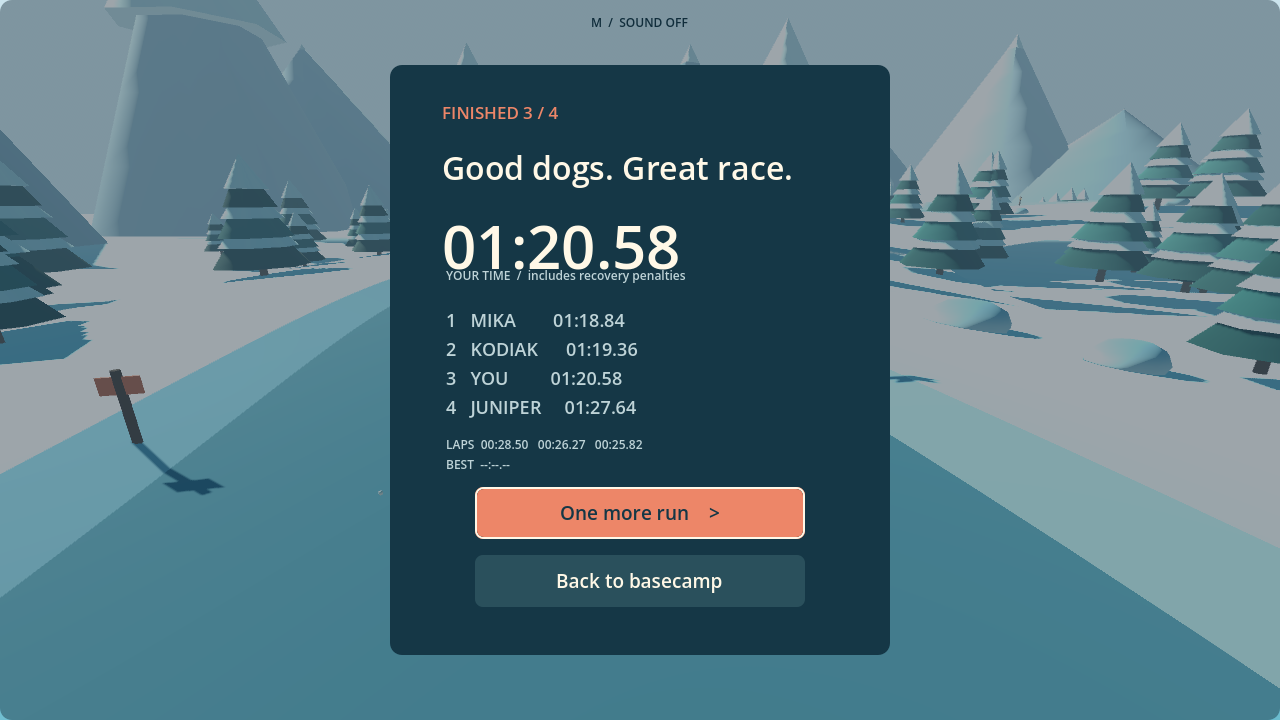 M / SOUND OFF
FINISHED 3 / 4
Good dogs. Great race.
01:20.58
YOUR TIME / includes recovery penalties
1 MIKA 01:18.84
2 KODIAK 01:19.36
3 YOU 01:20.58
4 JUNIPER 01:27.64
LAPS 00:28.50 00:26.27 00:25.82
BEST --:--.--
One more run >
Back to basecamp